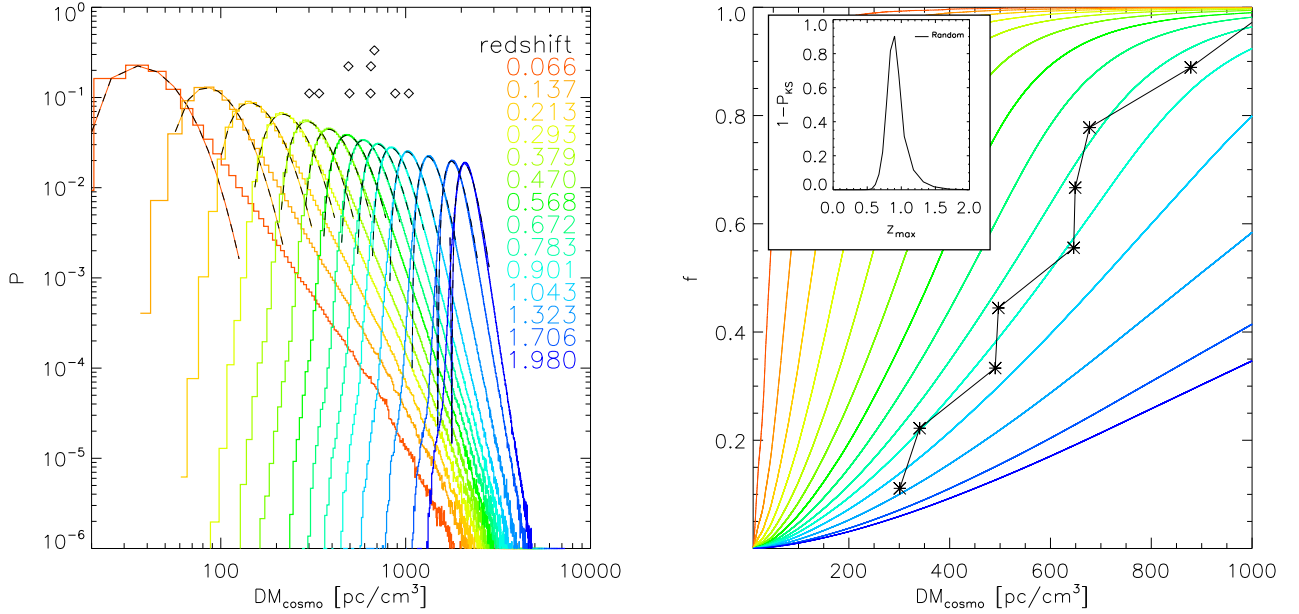 redshift
0.066
0.137
0.213
0.293
0.379
0.470
0.568
0.672
0.783
0.901
1.043
1.323
1.706
1.980
10⁰
10⁻¹
10⁻²
10⁻³
10⁻⁴
10⁻⁵
10⁻⁶
P
100 1000 10000
DM_cosmo [pc/cm³]
1.0
0.8
0.6
0.4
0.2
f
200 400 600 800 1000
DM_cosmo [pc/cm³]
1.0
0.8
0.6
0.4
0.2
0.0
1−P_KS
Random
0.0 0.5 1.0 1.5 2.0
z_max